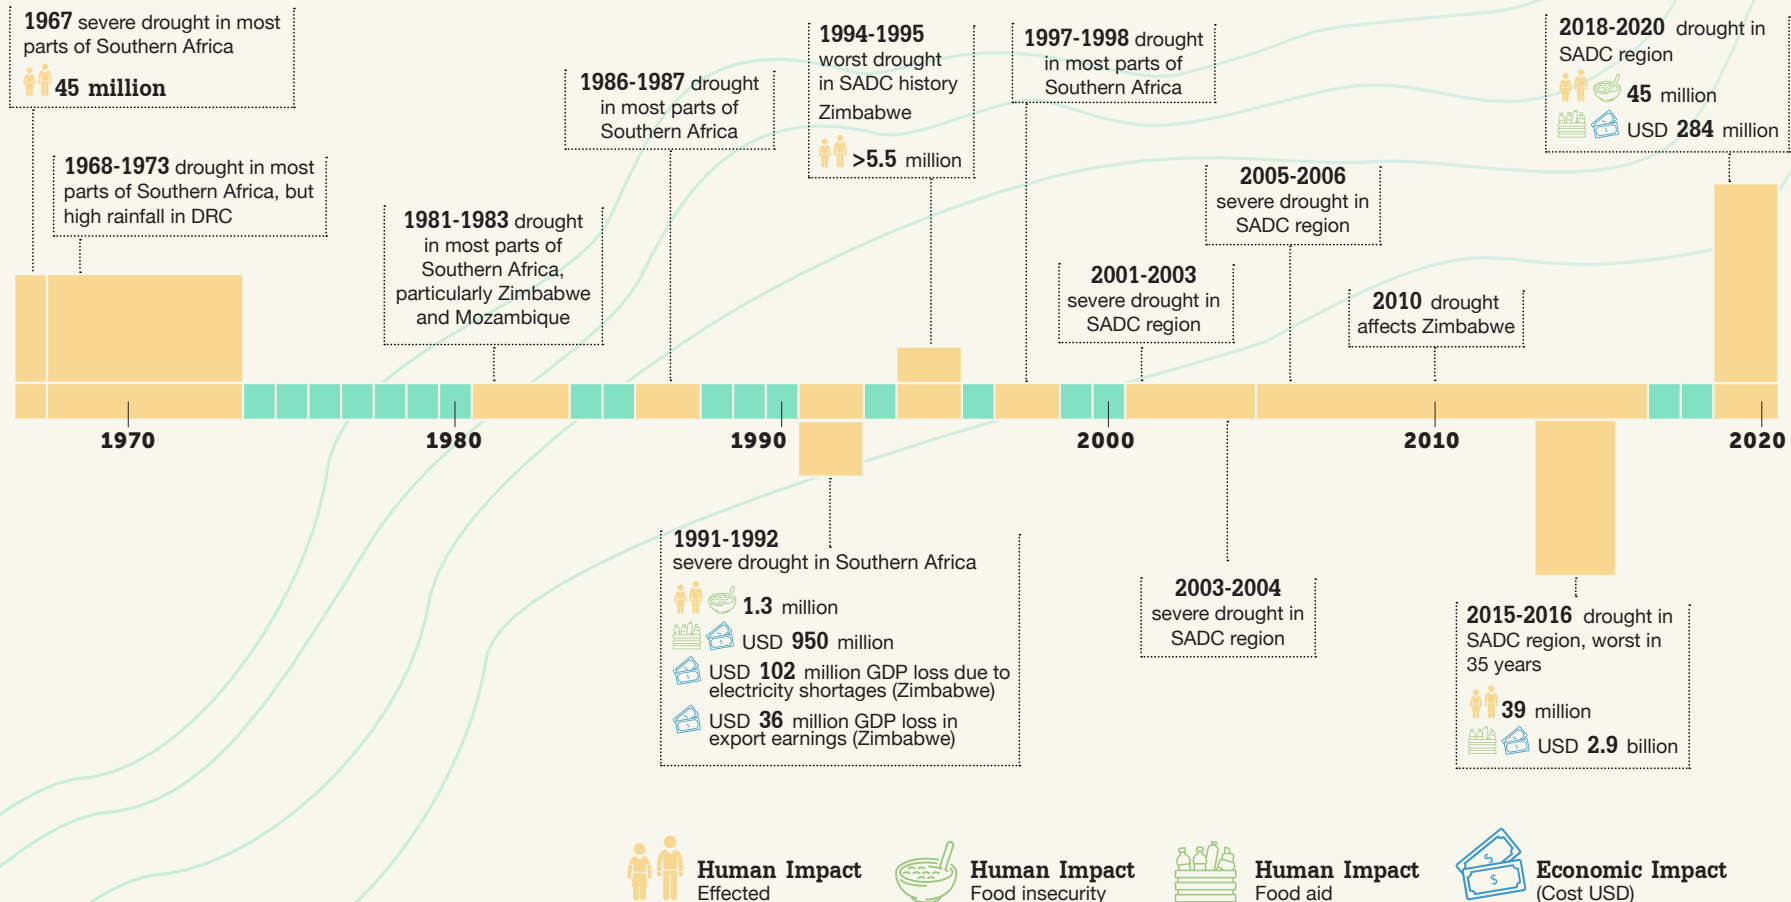 1967 severe drought in most
parts of Southern Africa
45 million
1968-1973 drought in most
parts of Southern Africa, but
high rainfall in DRC
1981-1983 drought
in most parts of
Southern Africa,
particularly Zimbabwe
and Mozambique
1986-1987 drought
in most parts of
Southern Africa
1994-1995
worst drought
in SADC history
Zimbabwe
>5.5 million
1997-1998 drought
in most parts of
Southern Africa
2001-2003
severe drought in
SADC region
2005-2006
severe drought in
SADC region
2010 drought
affects Zimbabwe
2018-2020 drought in
SADC region
45 million
USD 284 million
1970
1980
1990
2000
2010
2020
1991-1992
severe drought in Southern Africa
1.3 million
USD 950 million
USD 102 million GDP loss due to
electricity shortages (Zimbabwe)
USD 36 million GDP loss in
export earnings (Zimbabwe)
2003-2004
severe drought in
SADC region
2015-2016 drought in
SADC region, worst in
35 years
39 million
USD 2.9 billion
Human Impact
Effected
Human Impact
Food insecurity
Human Impact
Food aid
Economic Impact
(Cost USD)